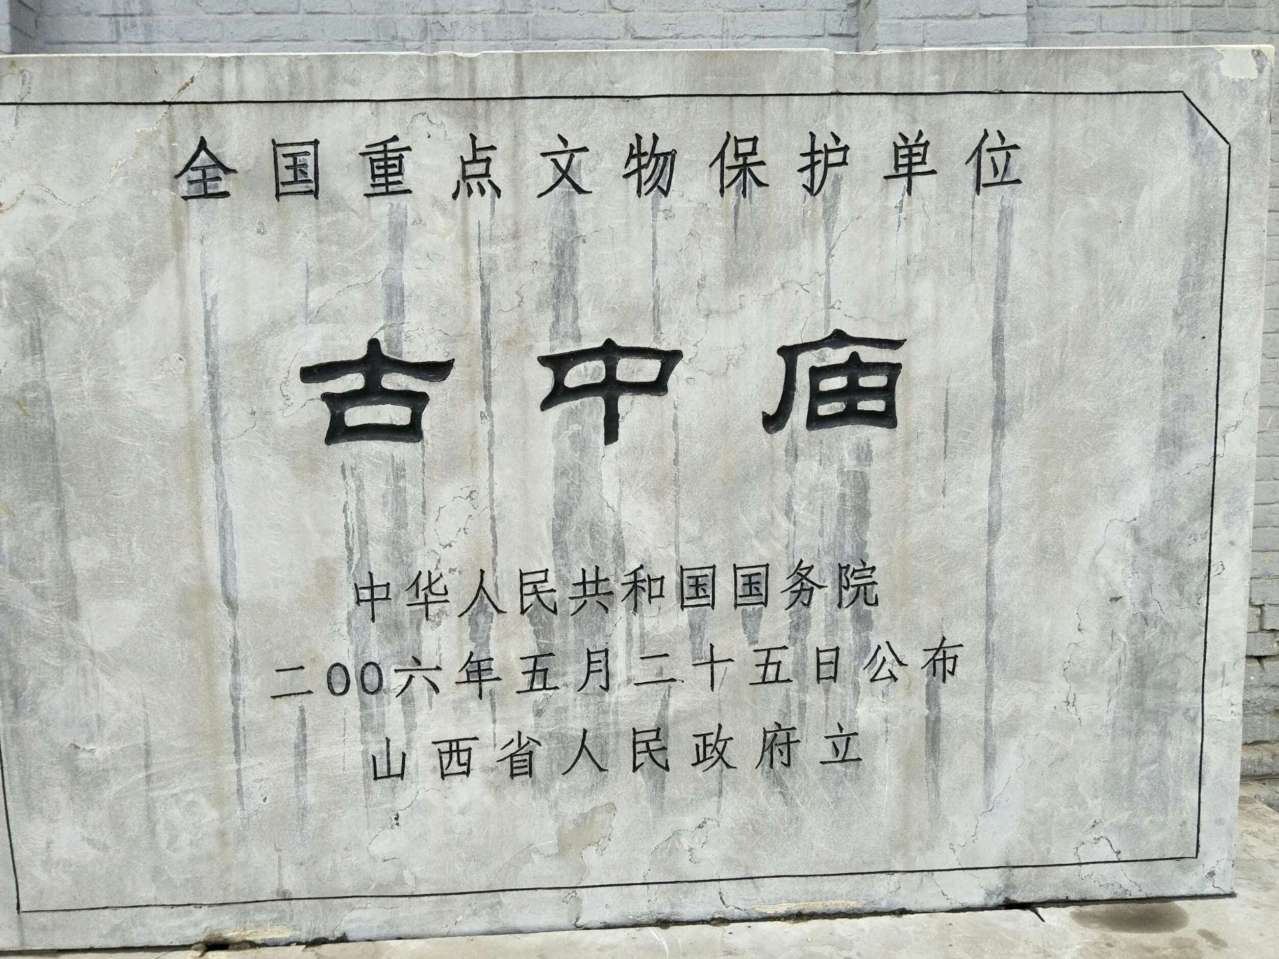 全国重点文物保护单位
古中庙
中华人民共和国国务院
二00六年五月二十五日公布
山西省人民政府立